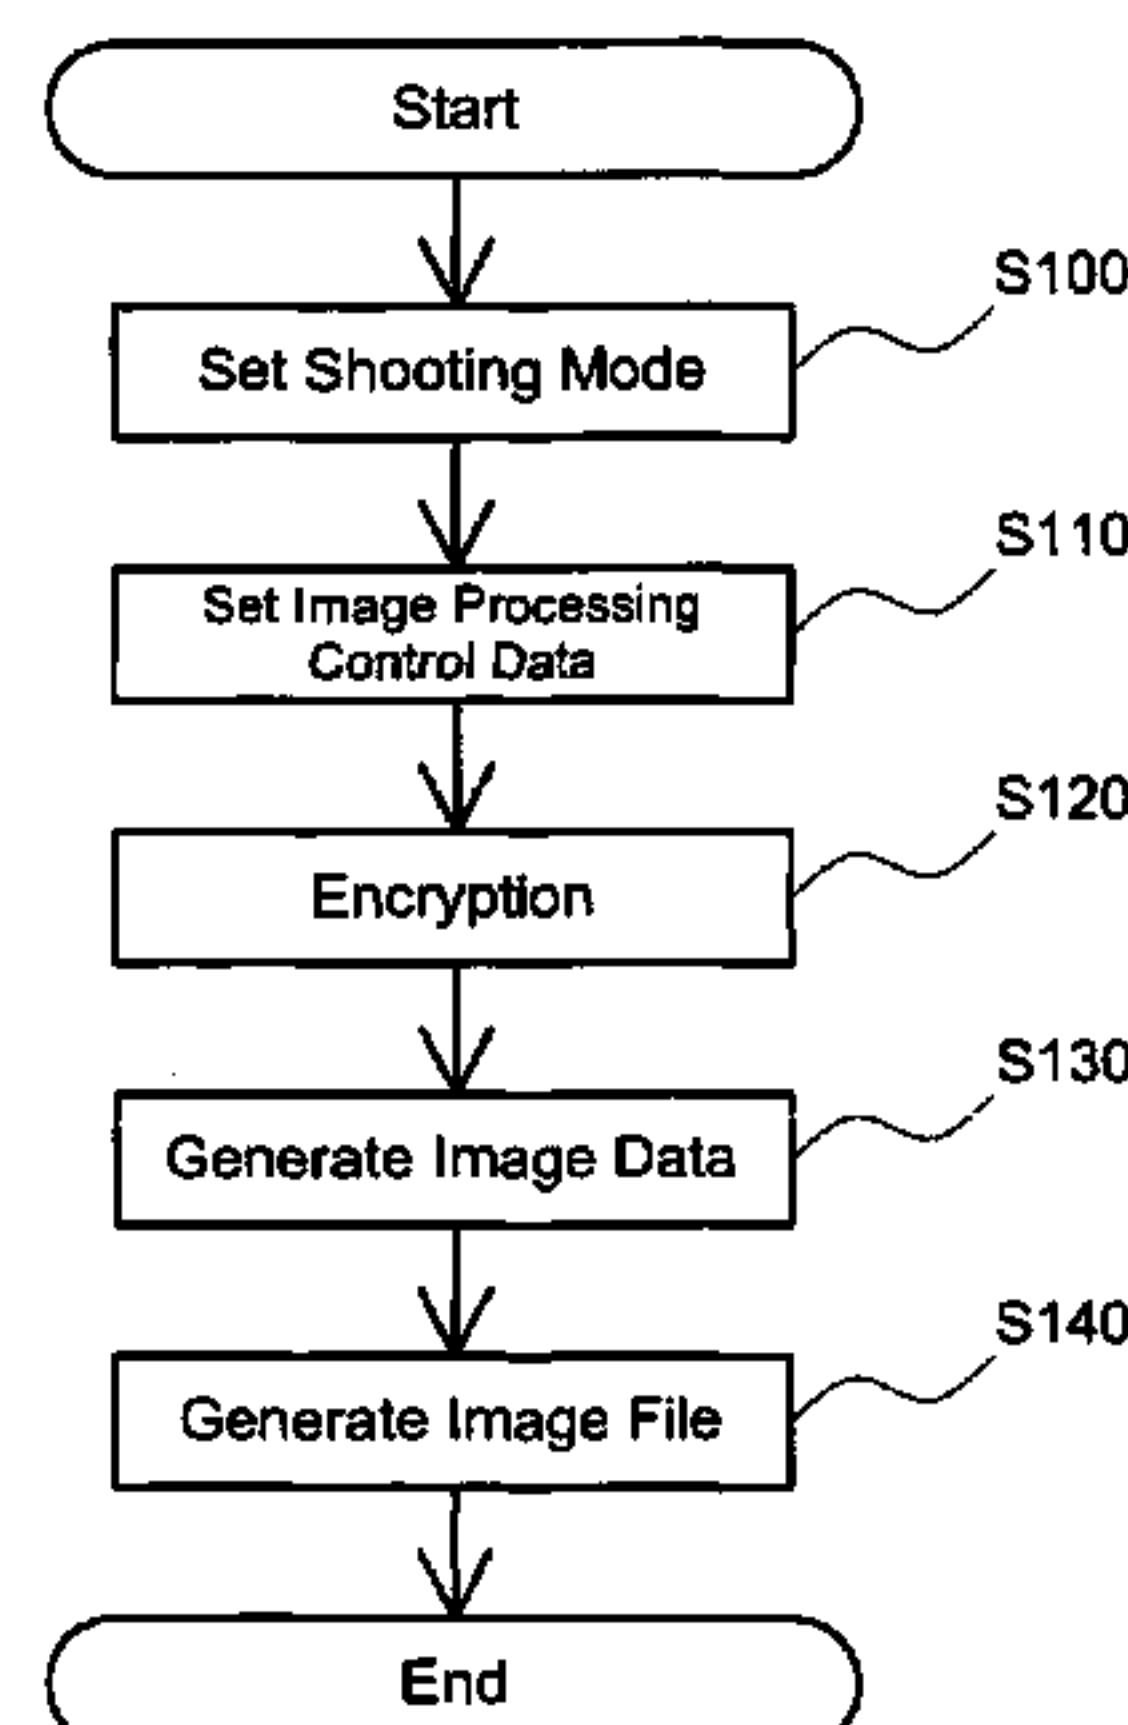 Start
S100
Set Shooting Mode
S110
Set Image Processing
Control Data
S120
Encryption
S130
Generate Image Data
S140
Generate Image File
End